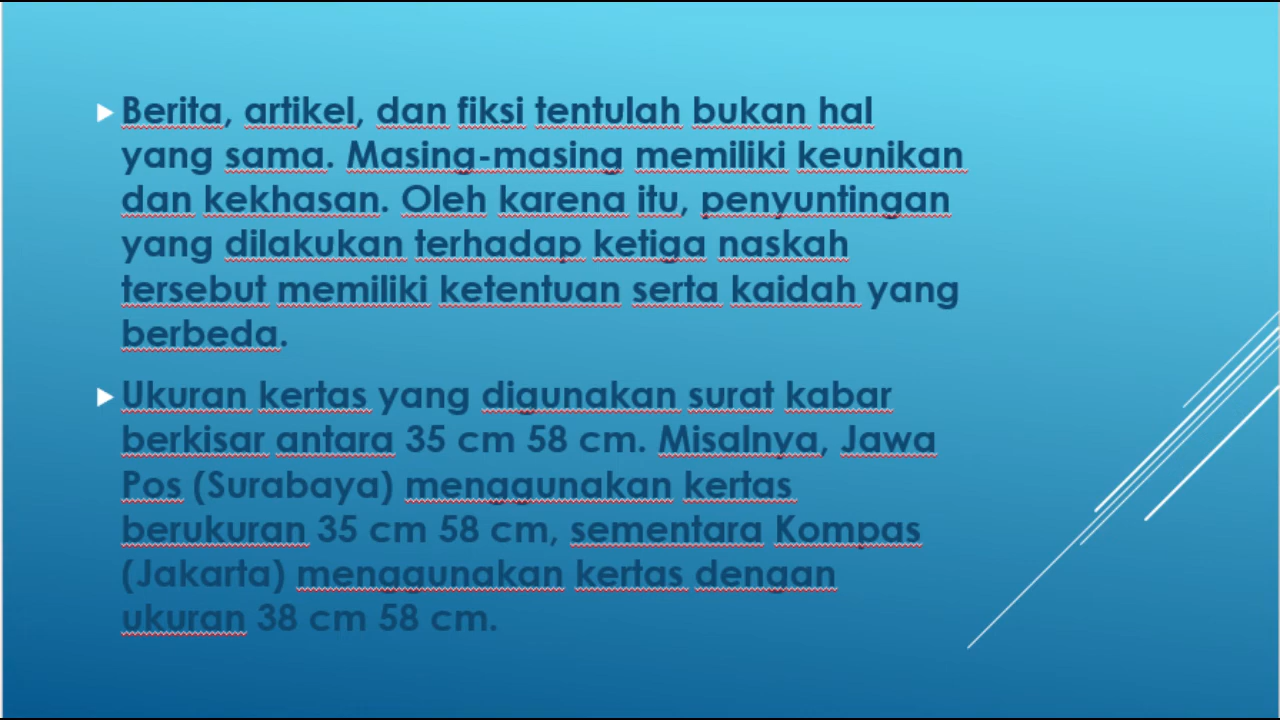 Berita, artikel, dan fiksi tentulah bukan hal
yang sama. Masing-masing memiliki keunikan
dan kekhasan. Oleh karena itu, penyuntingan
yang dilakukan terhadap ketiga naskah
tersebut memiliki ketentuan serta kaidah yang
berbeda.
Ukuran kertas yang digunakan surat kabar
berkisar antara 35 cm 58 cm. Misalnya, Jawa
Pos (Surabaya) menggunakan kertas
berukuran 35 cm 58 cm, sementara Kompas
(Jakarta) menggunakan kertas dengan
ukuran 38 cm 58 cm.